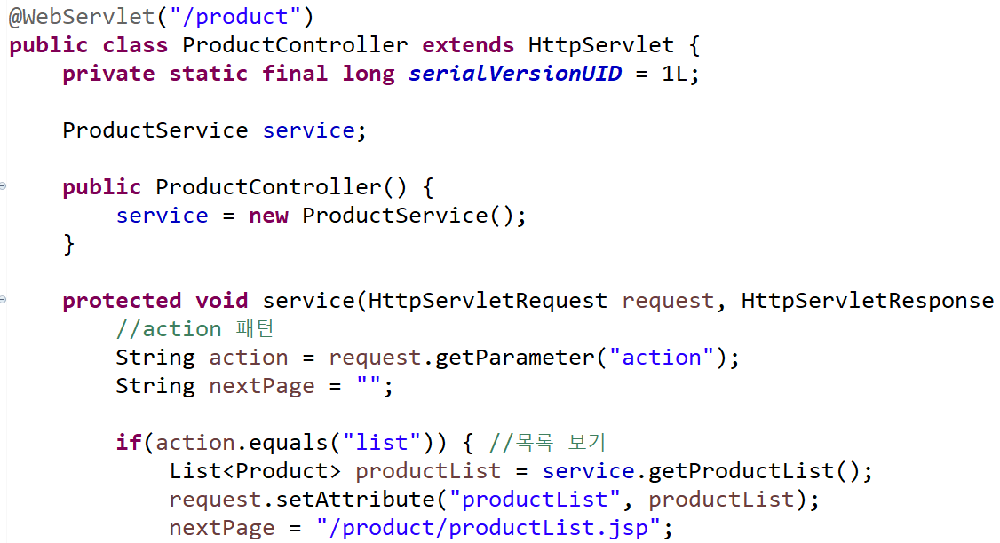 @WebServlet("/product")
public class ProductController extends HttpServlet {
    private static final long serialVersionUID = 1L;

    ProductService service;

    public ProductController() {
        service = new ProductService();
    }

    protected void service(HttpServletRequest request, HttpServletResponse
        //action 패턴
        String action = request.getParameter("action");
        String nextPage = "";

        if(action.equals("list")) { //목록 보기
            List<Product> productList = service.getProductList();
            request.setAttribute("productList", productList);
            nextPage = "/product/productList.jsp";